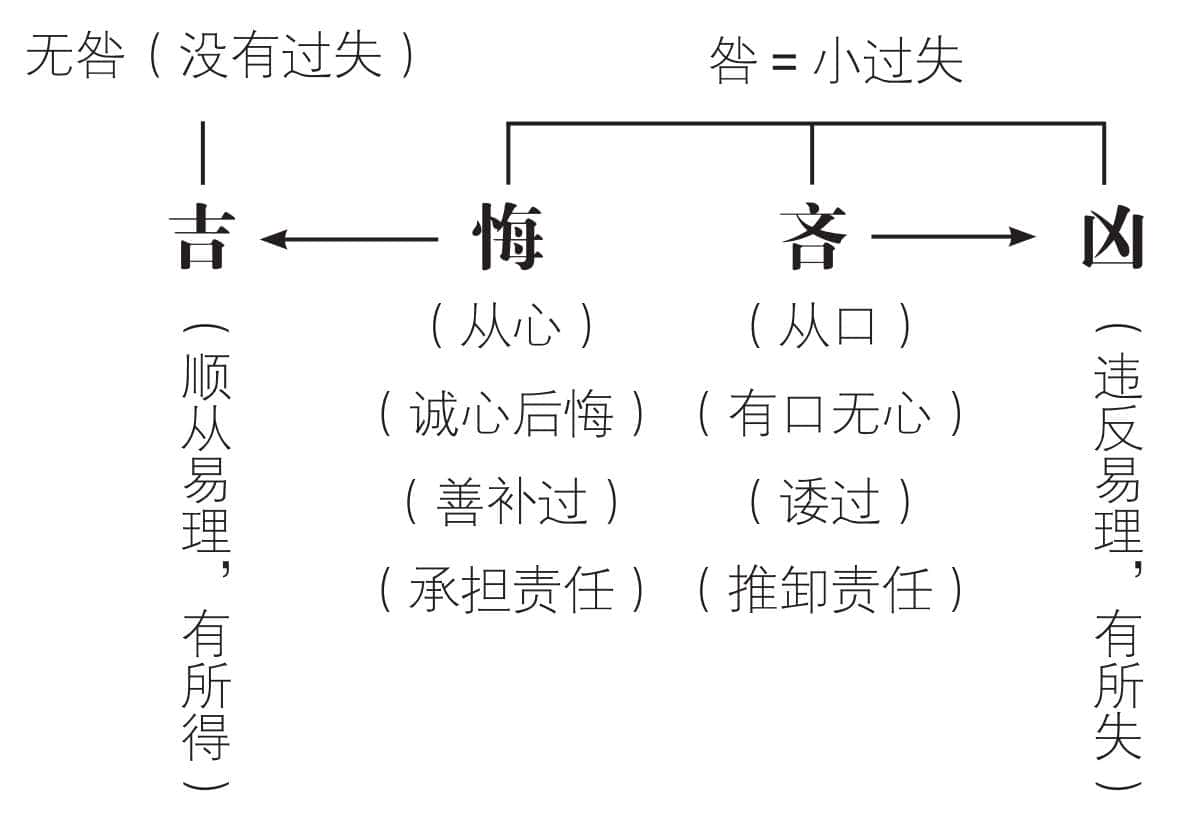 无咎（没有过失）
咎=小过失
吉
悔
吝
凶
（顺从易理，有所得）
（从心）
（诚心后悔）
（善补过）
（承担责任）
（从口）
（有口无心）
（诿过）
（推卸责任）
（违反易理，有所失）